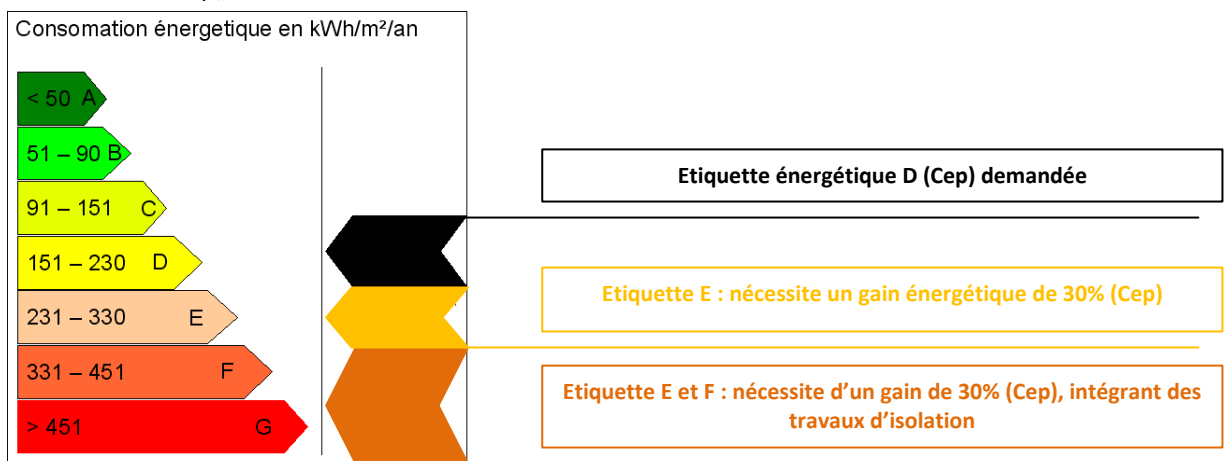 Consomation énergetique en kWh/m²/an
< 50 A
51 – 90 B
91 – 151 C
151 – 230 D
231 – 330 E
331 – 451 F
> 451 G
Etiquette énergétique D (Cep) demandée
Etiquette E : nécessite un gain énergétique de 30% (Cep)
Etiquette E et F : nécessite d’un gain de 30% (Cep), intégrant des
travaux d’isolation